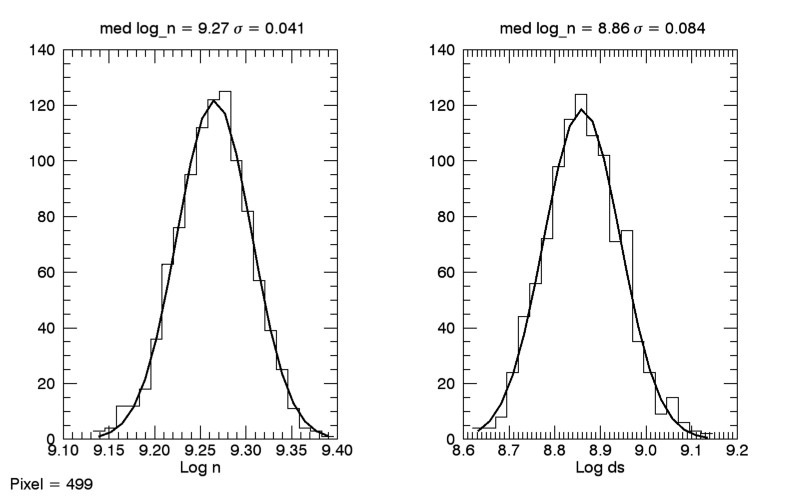 med log_n = 9.27 σ = 0.041
140
120
100
80
60
40
20
0
9.10 9.15 9.20 9.25 9.30 9.35 9.40
Log n
med log_n = 8.86 σ = 0.084
140
120
100
80
60
40
20
0
8.6 8.7 8.8 8.9 9.0 9.1 9.2
Log ds
Pixel = 499